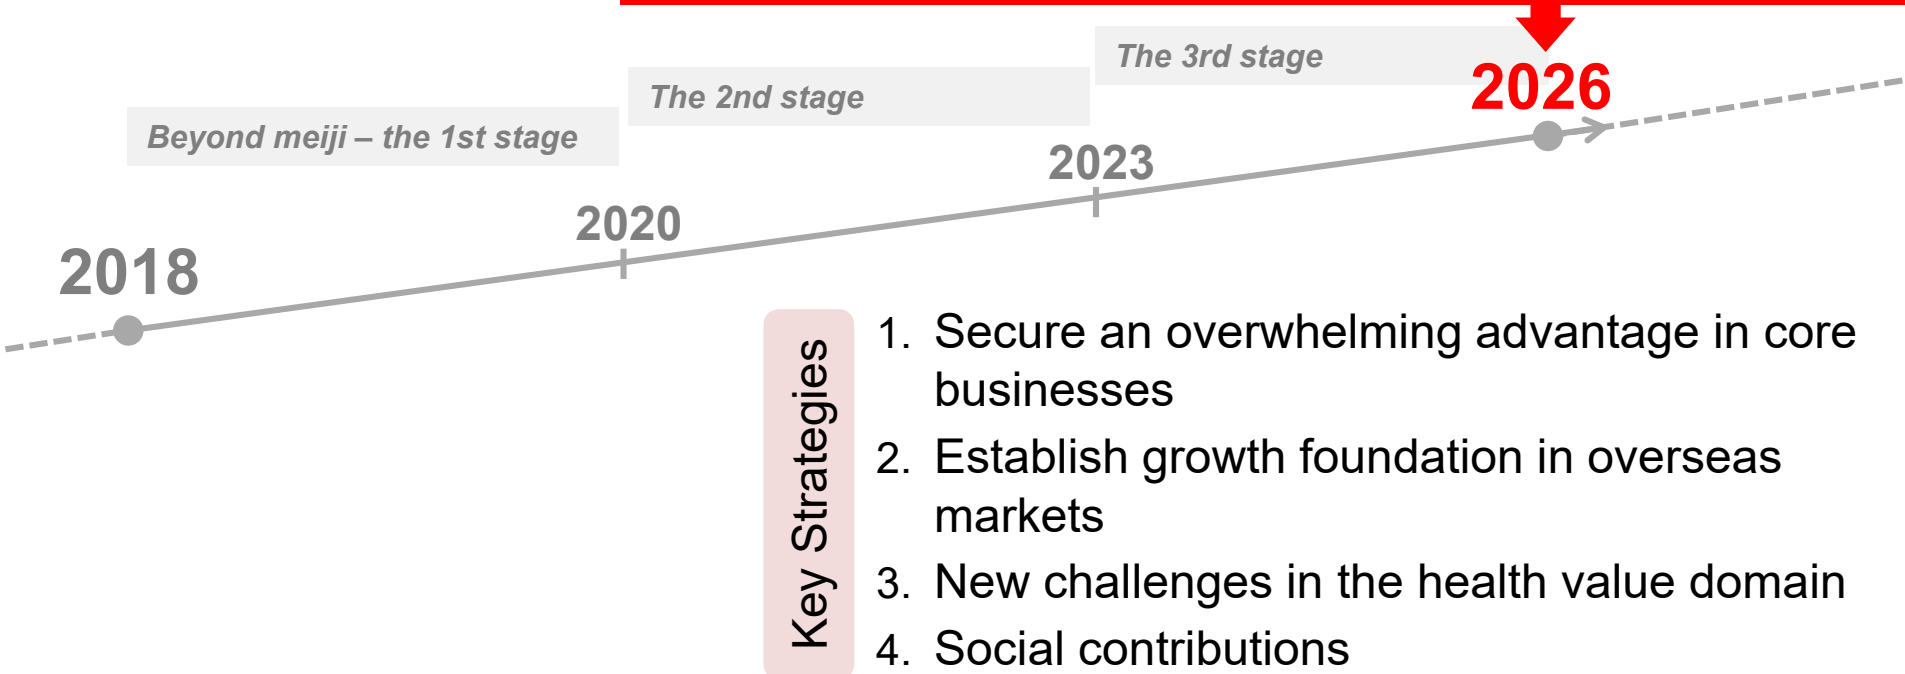 The 3rd stage
2026
The 2nd stage
Beyond meiji – the 1st stage
2023
2020
2018
Key Strategies
1. Secure an overwhelming advantage in core
businesses
2. Establish growth foundation in overseas
markets
3. New challenges in the health value domain
4. Social contributions